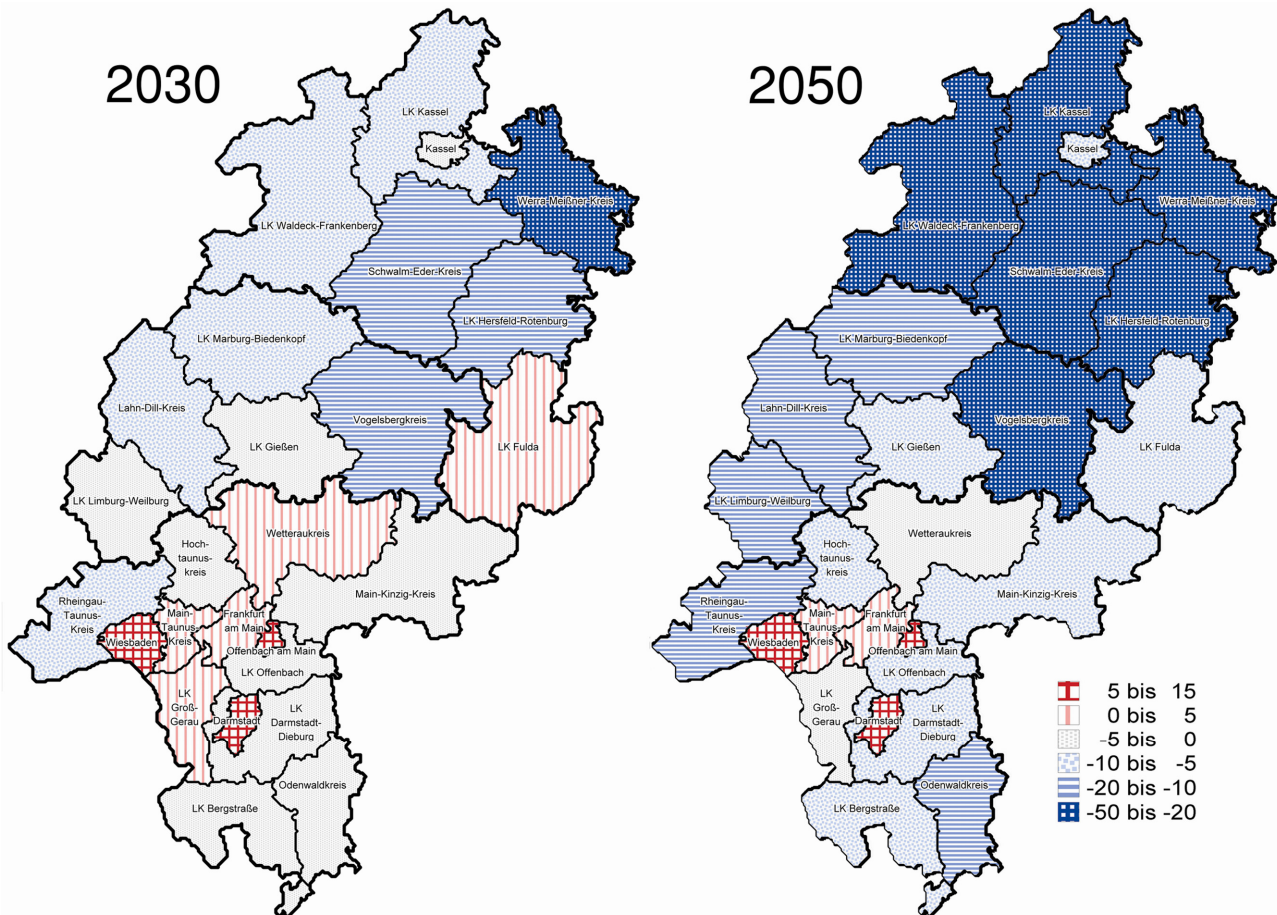 2030
LK Kassel
Kassel
Werra-Meißner-Kreis
LK Waldeck-Frankenberg
Schwalm-Eder-Kreis
LK Hersfeld-Rotenburg
LK Marburg-Biedenkopf
Lahn-Dill-Kreis
Vogelsbergkreis
LK Gießen
LK Fulda
LK Limburg-Weilburg
Wetteraukreis
Hoch-
taunus-
kreis
Main-Kinzig-Kreis
Rheingau-
Taunus-
Kreis
Main-
Taunus-
Kreis
Frankfurt
am Main
Wiesbaden
Offenbach am Main
LK Offenbach
LK
Groß-
Gerau
Darmstadt
LK
Darmstadt-
Dieburg
Odenwaldkreis
LK Bergstraße
2050
LK Kassel
Kassel
Werra-Meißner-Kreis
LK Waldeck-Frankenberg
Schwalm-Eder-Kreis
LK Hersfeld-Rotenburg
LK Marburg-Biedenkopf
Lahn-Dill-Kreis
Vogelsbergkreis
LK Gießen
LK Fulda
LK Limburg-Weilburg
Wetteraukreis
Hoch-
taunus-
kreis
Main-Kinzig-Kreis
Rheingau-
Taunus-
Kreis
Main-
Taunus-
Kreis
Frankfurt
am Main
Wiesbaden
Offenbach am Main
LK Offenbach
LK
Groß-
Gerau
Darmstadt
LK
Darmstadt-
Dieburg
Odenwaldkreis
LK Bergstraße
5 bis 15
0 bis 5
-5 bis 0
-10 bis -5
-20 bis -10
-50 bis -20